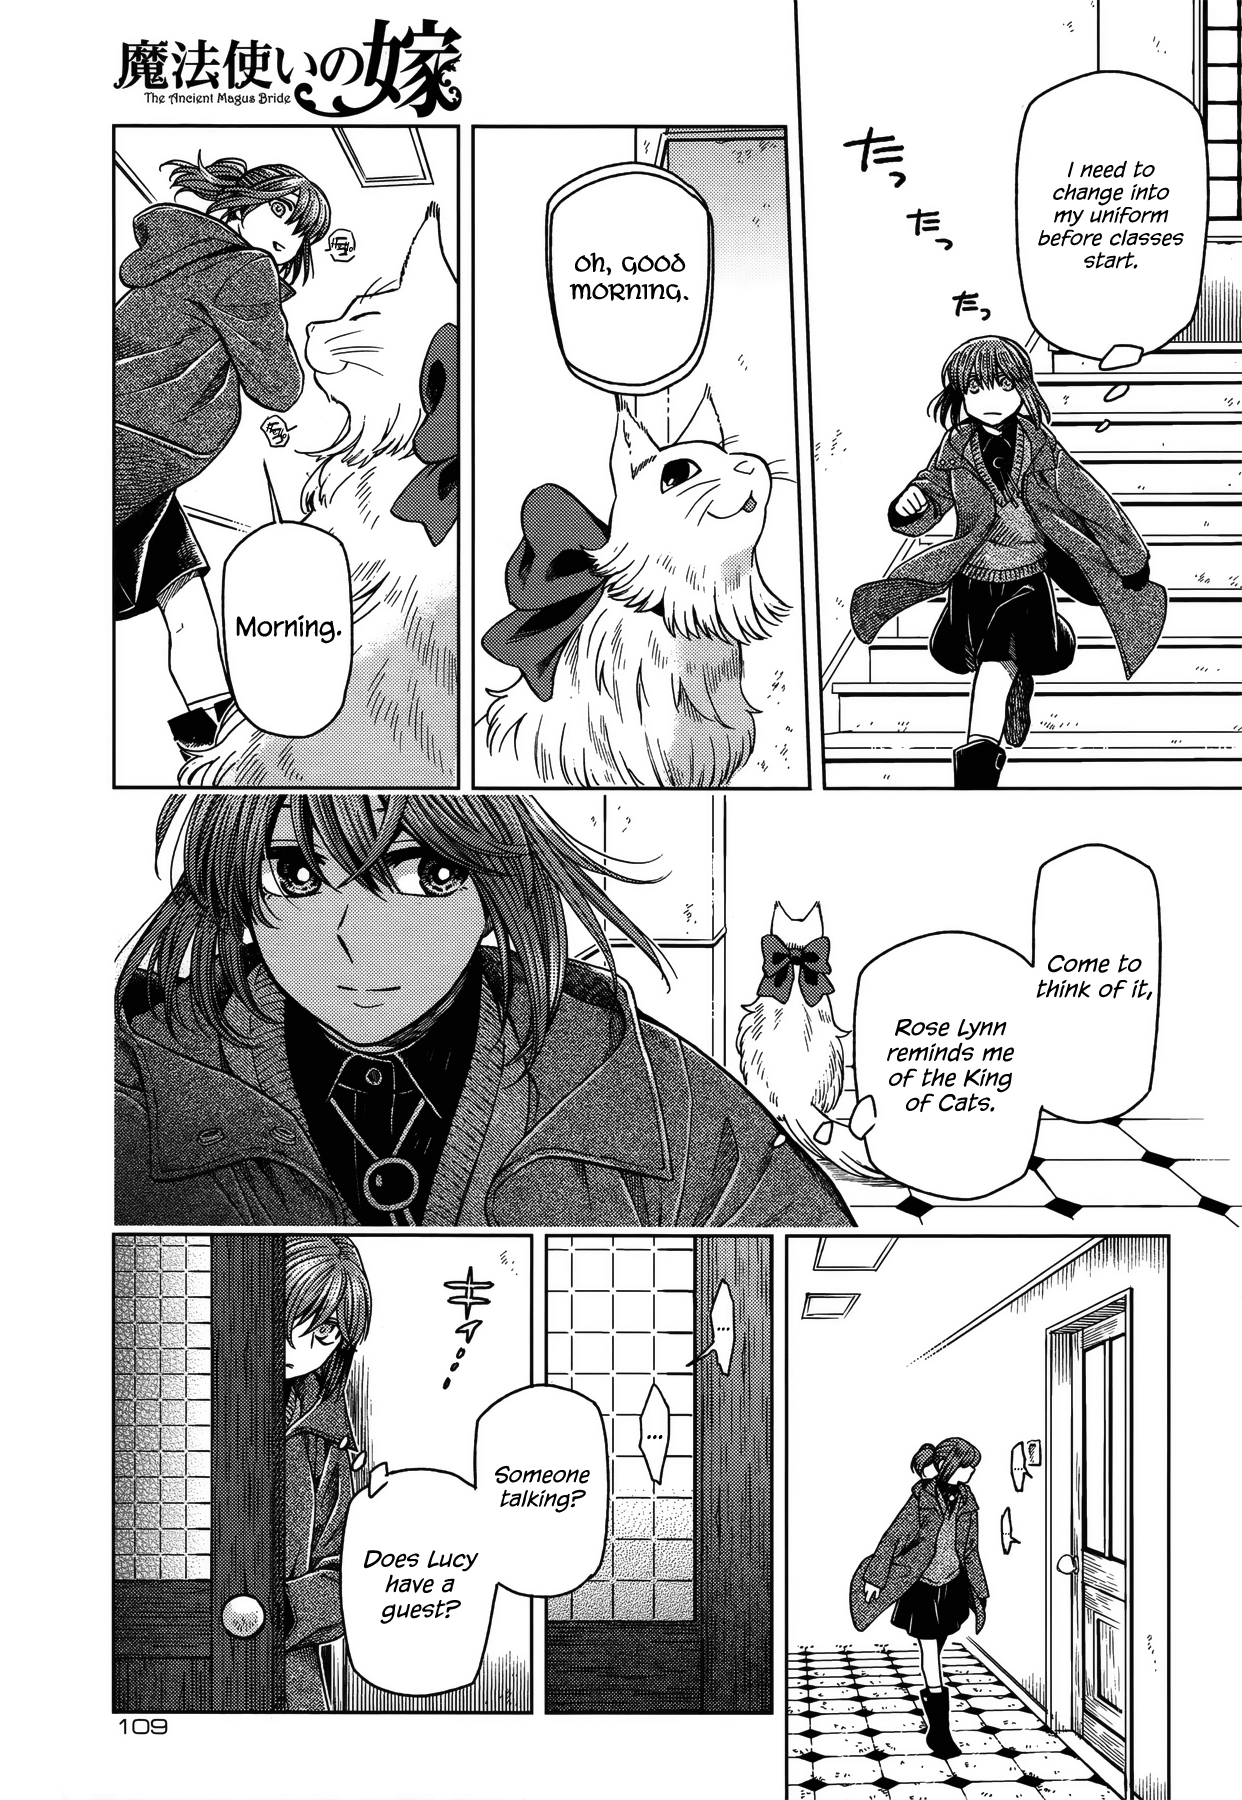 魔法使いの嫁
The Ancient Magus Bride
I need to
change into
my uniform
before classes
start.
たっ
たっ
たっ
Oh, good
morning.
Morning.
Come to
think of it,
Rose Lynn
reminds me
of the King
of Cats.
...
...
Someone
talking?
Does Lucy
have a
guest?
キィ...
109